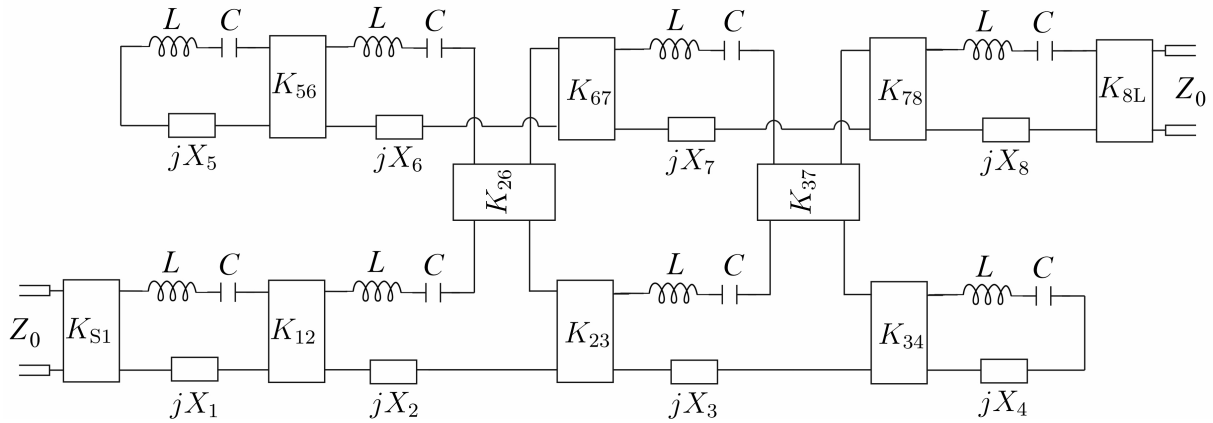 L C L C L C L C
K₅₆ K₆₇ K₇₈ K₈L Z₀
jX₅ jX₆ jX₇ jX₈
K₂₆ K₃₇
L C L C L C L C
Z₀ K_S1 K₁₂ K₂₃ K₃₄
jX₁ jX₂ jX₃ jX₄